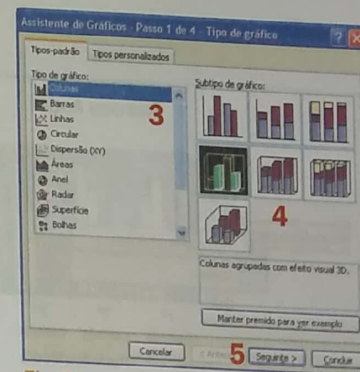 Assistente de Gráficos - Passo 1 de 4 - Tipo de gráfico
Tipos-padrão Tipos personalizados
Tipo de gráfico:
Subtipo de gráfico:
Colunas
Barras
Linhas
Circular
Dispersão (XY)
Áreas
Anel
Radar
Superfície
Bolhas
3
4
Colunas agrupadas com efeito visual 3D.
Manter premido para ver exemplo
Cancelar
5
Seguinte >
Concluir